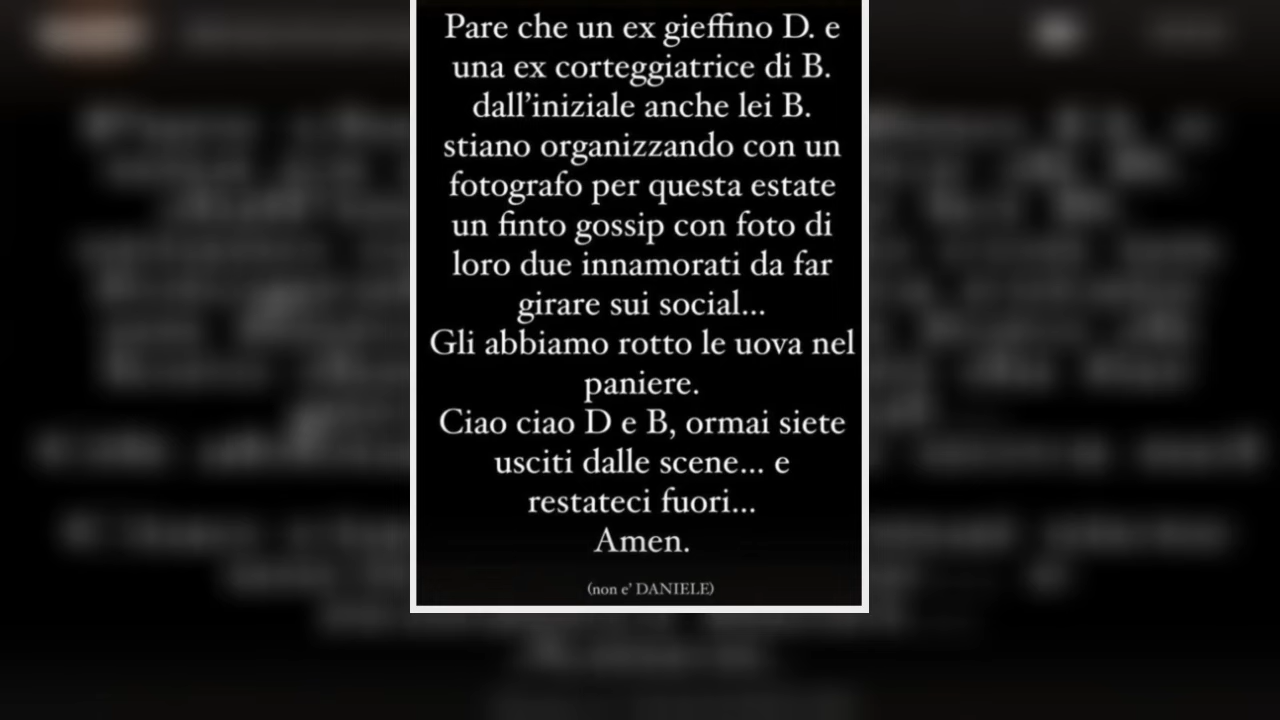 Pare che un ex gieffino D. e
una ex corteggiatrice di B.
dall'iniziale anche lei B.
stiano organizzando con un
fotografo per questa estate
un finto gossip con foto di
loro due innamorati da far
girare sui social...
Gli abbiamo rotto le uova nel
paniere.
Ciao ciao D e B, ormai siete
usciti dalle scene... e
restateci fuori...
Amen.
(non e' DANIELE)